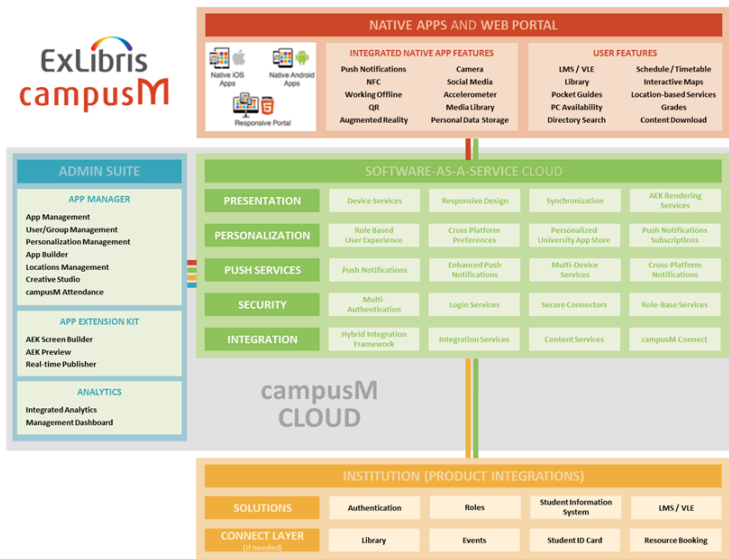 ExLibris
campusM
NATIVE APPS AND WEB PORTAL
Native iOS
Apps
Native Android
Apps
Responsive Portal
INTEGRATED NATIVE APP FEATURES
Push Notifications
NFC
Working Offline
QR
Augmented Reality
Camera
Social Media
Accelerometer
Media Library
Personal Data Storage
USER FEATURES
LMS / VLE
Library
Pocket Guides
PC Availability
Directory Search
Schedule / Timetable
Interactive Maps
Location-based Services
Grades
Content Download
ADMIN SUITE
APP MANAGER
App Management
User/Group Management
Personalization Management
App Builder
Locations Management
Creative Studio
campusM Attendance
APP EXTENSION KIT
AEK Screen Builder
AEK Preview
Real-time Publisher
ANALYTICS
Integrated Analytics
Management Dashboard
SOFTWARE-AS-A-SERVICE CLOUD
PRESENTATION
Device Services
Responsive Design
Synchronization
AEK Rendering
Services
PERSONALIZATION
Role Based
User Experience
Cross Platform
Preferences
Personalized
University App Store
Push Notifications
Subscriptions
PUSH SERVICES
Push Notifications
Enhanced Push
Notifications
Multi-Device
Services
Cross-Platform
Notifications
SECURITY
Multi-
Authentication
Login Services
Secure Connectors
Role-Base Services
INTEGRATION
Hybrid Integration
Framework
Integration Services
Content Services
campusM Connect
campusM
CLOUD
INSTITUTION (PRODUCT INTEGRATIONS)
SOLUTIONS
Authentication
Roles
Student Information
System
LMS / VLE
CONNECT LAYER
(If needed)
Library
Events
Student ID Card
Resource Booking